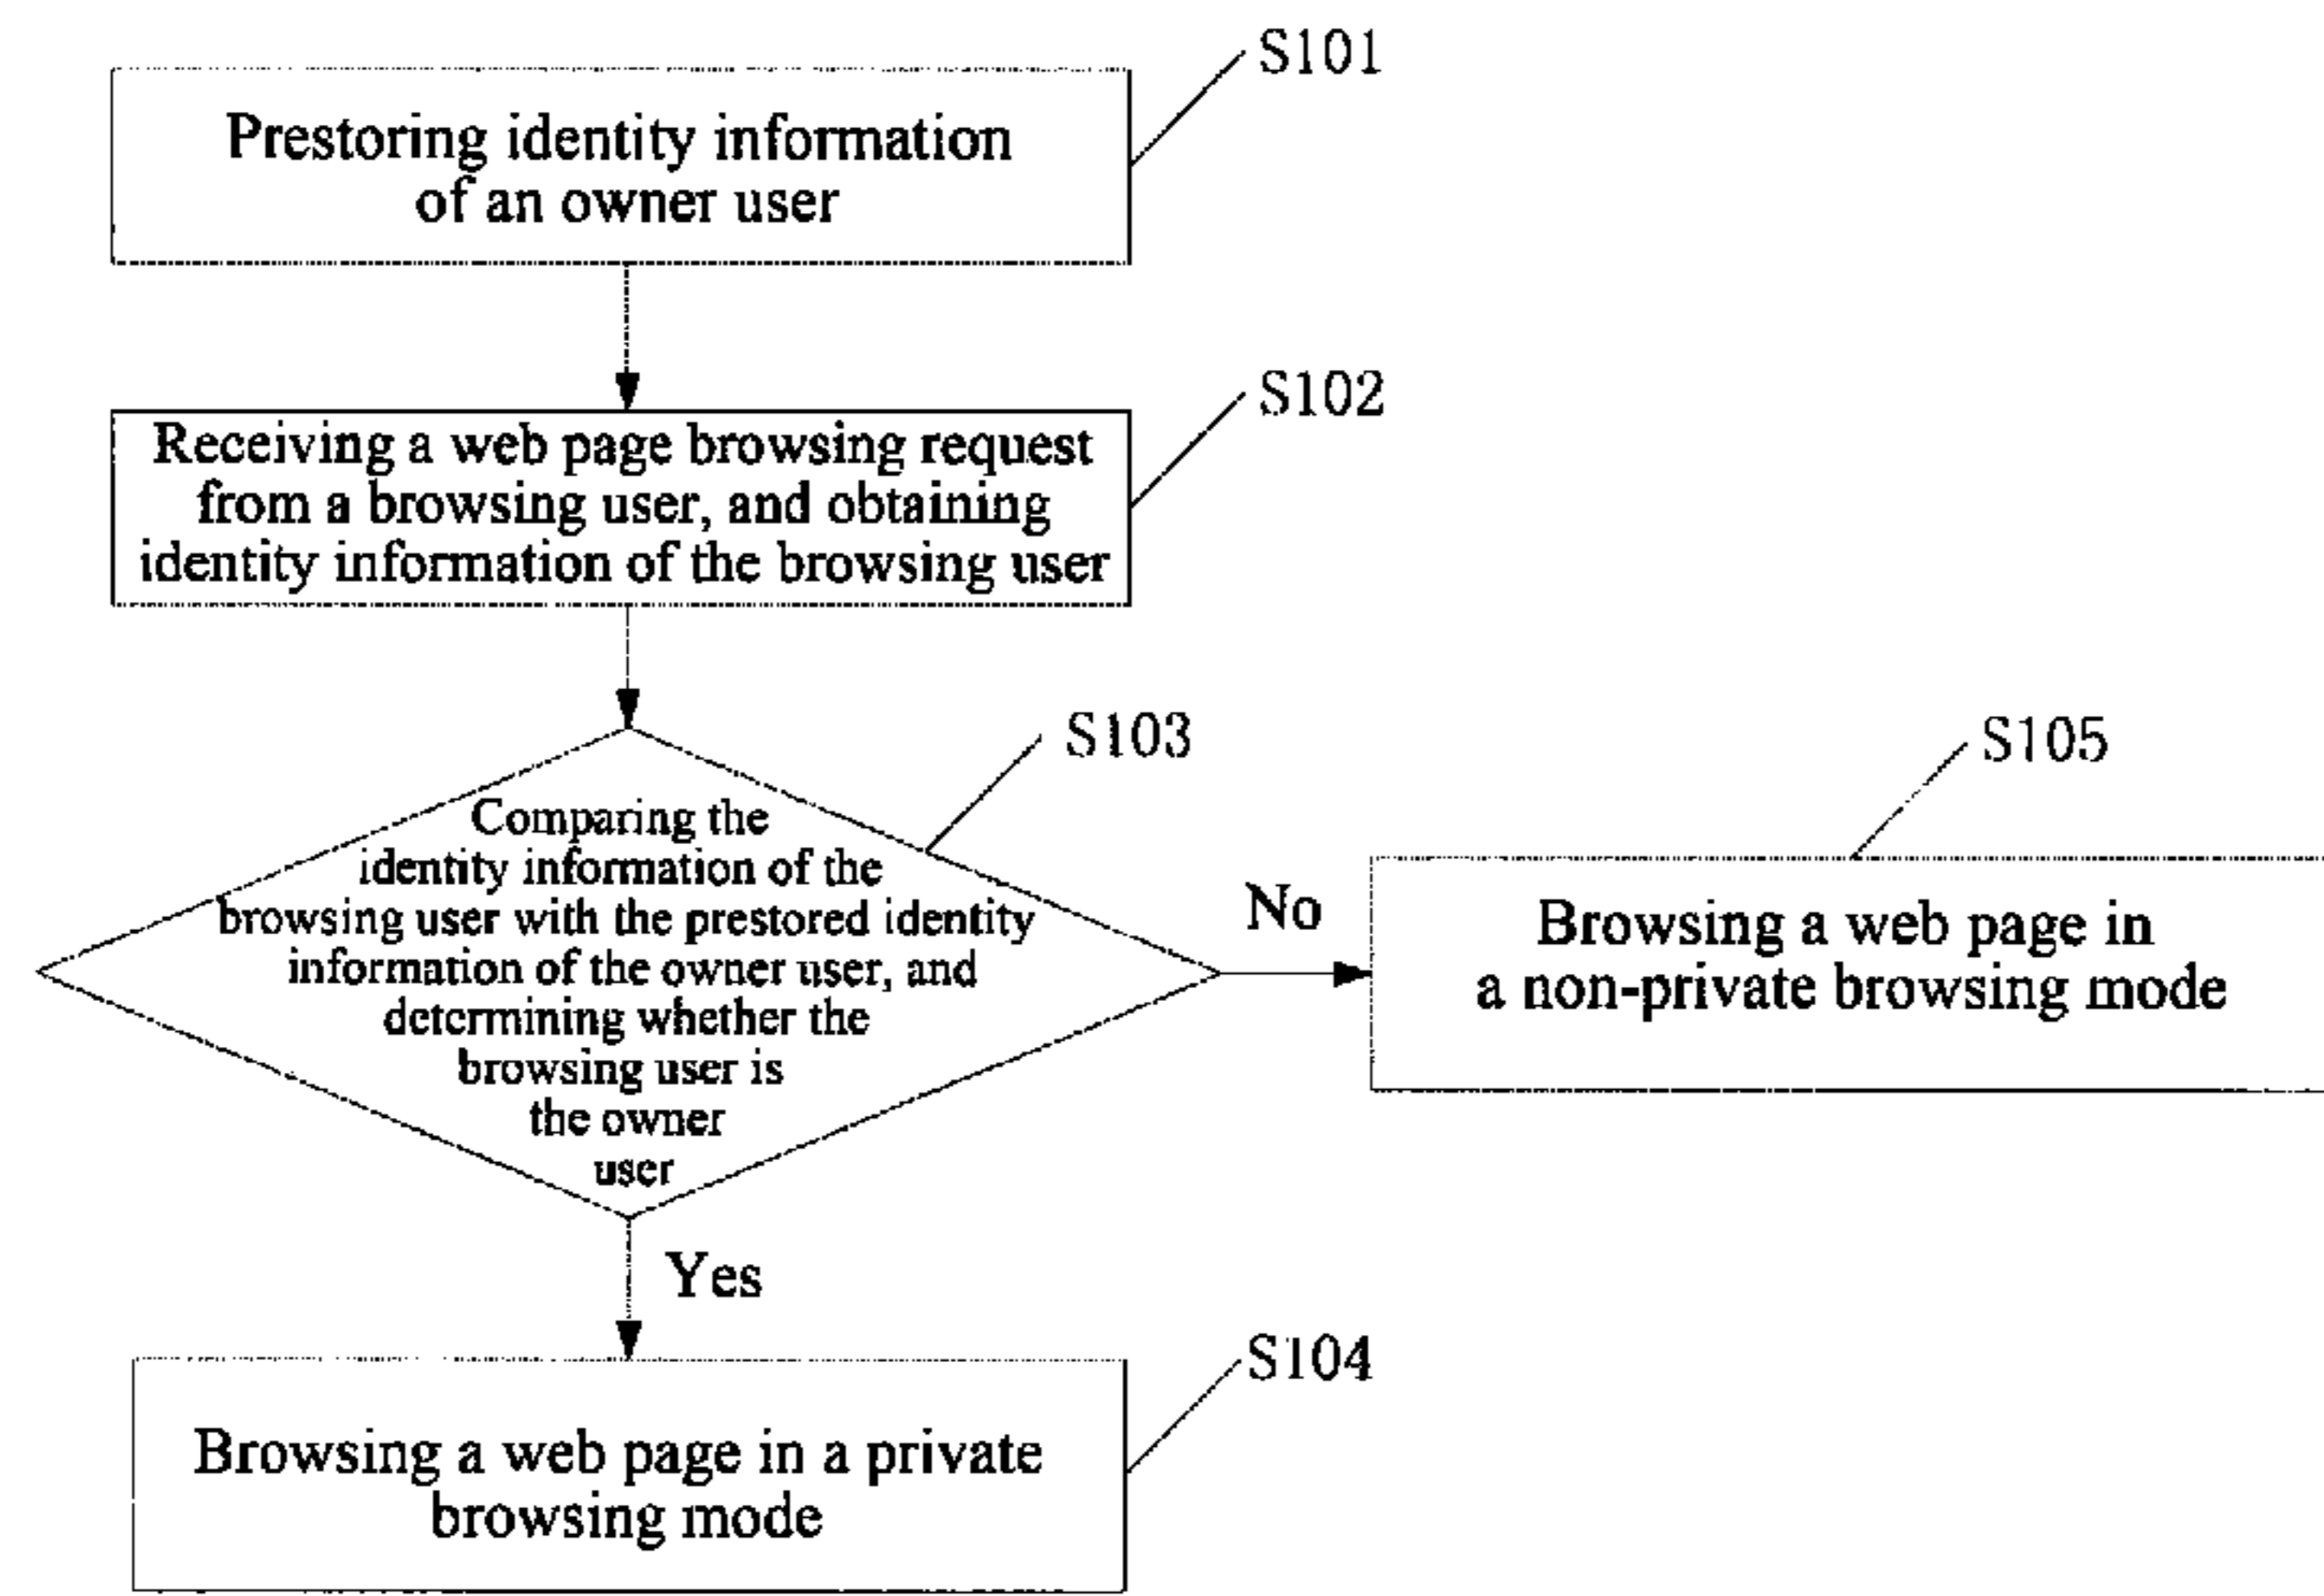 S101
Prestoring identity information
of an owner user
S102
Receiving a web page browsing request
from a browsing user, and obtaining
identity information of the browsing user
S103
Comparing the
identity information of the
browsing user with the prestored identity
information of the owner user, and
determining whether the
browsing user is
the owner
user
No
S105
Browsing a web page in
a non-private browsing mode
Yes
S104
Browsing a web page in a private
browsing mode